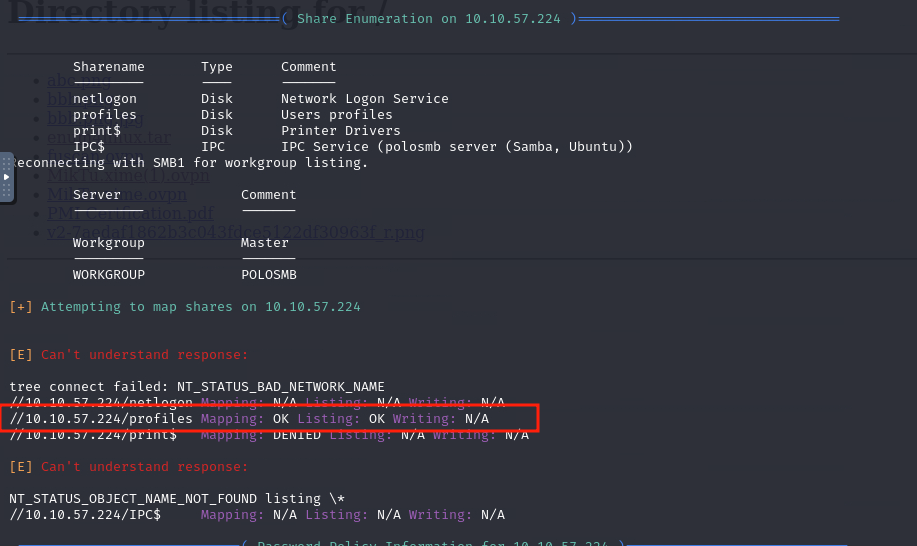 Directory listing for /
( Share Enumeration on 10.10.57.224 )
Sharename Type Comment
--------- ---- -------
netlogon Disk Network Logon Service
profiles Disk Users profiles
print$ Disk Printer Drivers
IPC$ IPC IPC Service (polosmb server (Samba, Ubuntu))
Reconnecting with SMB1 for workgroup listing.
Server Comment
--------- -------
Workgroup Master
--------- -------
WORKGROUP POLOSMB
[+] Attempting to map shares on 10.10.57.224
[E] Can't understand response:
tree connect failed: NT_STATUS_BAD_NETWORK_NAME
//10.10.57.224/netlogon Mapping: N/A Listing: N/A Writing: N/A
//10.10.57.224/profiles Mapping: OK Listing: OK Writing: N/A
//10.10.57.224/print$ Mapping: DENIED Listing: N/A Writing: N/A
[E] Can't understand response:
NT_STATUS_OBJECT_NAME_NOT_FOUND listing \*
//10.10.57.224/IPC$ Mapping: N/A Listing: N/A Writing: N/A
( Password Policy Information for 10.10.57.224 )